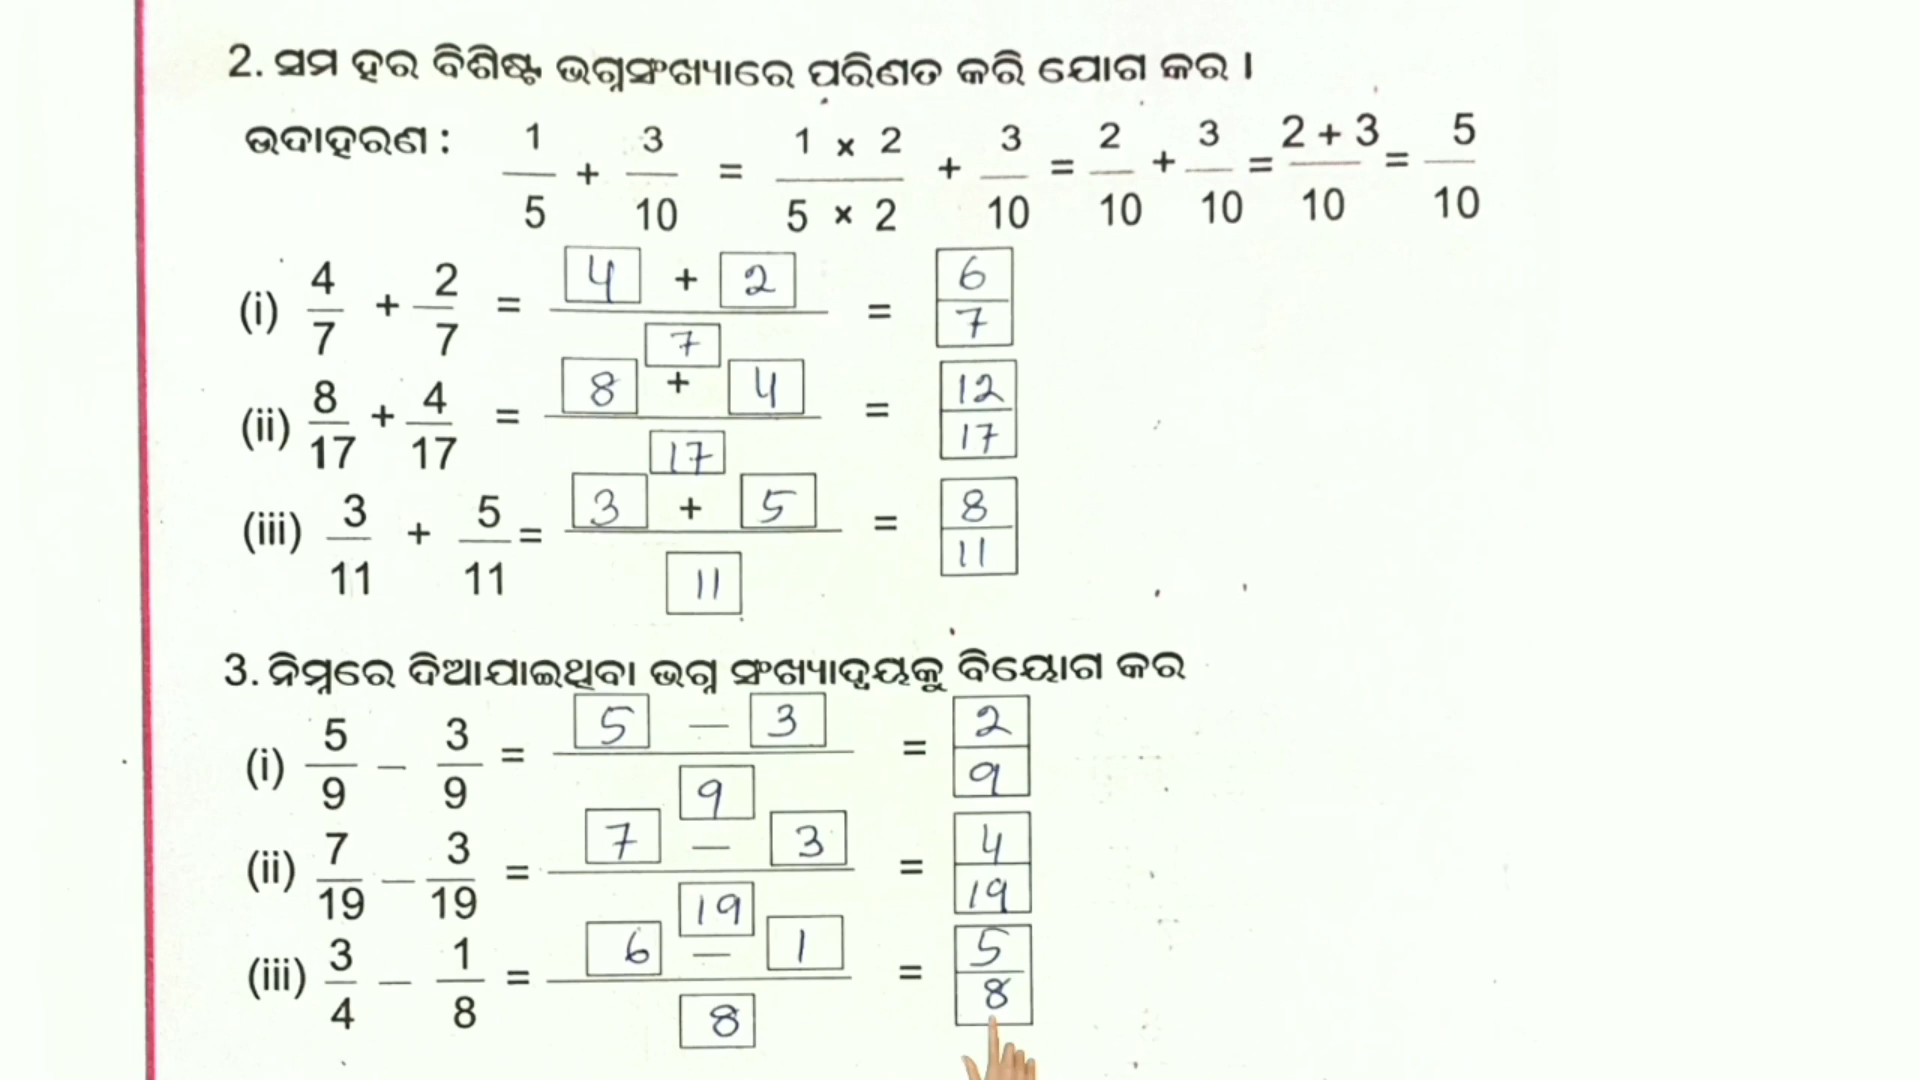 2. ସମ ହର ବିଶିଷ୍ଟ ଭଗ୍ନସଂଖ୍ୟାରେ ପରିଣତ କରି ଯୋଗ କର ।
ଉଦାହରଣ : 1/5 + 3/10 = 1 × 2 / 5 × 2 + 3/10 = 2/10 + 3/10 = 2 + 3 / 10 = 5/10
(i) 4/7 + 2/7 = 4 + 2 / 7 = 6/7
(ii) 8/17 + 4/17 = 8 + 4 / 17 = 12/17
(iii) 3/11 + 5/11 = 3 + 5 / 11 = 8/11
3. ନିମ୍ନରେ ଦିଆଯାଇଥିବା ଭଗ୍ନ ସଂଖ୍ୟାଦ୍ୱୟକୁ ବିୟୋଗ କର
(i) 5/9 – 3/9 = 5 – 3 / 9 = 2/9
(ii) 7/19 – 3/19 = 7 – 3 / 19 = 4/19
(iii) 3/4 – 1/8 = 6 – 1 / 8 = 5/8